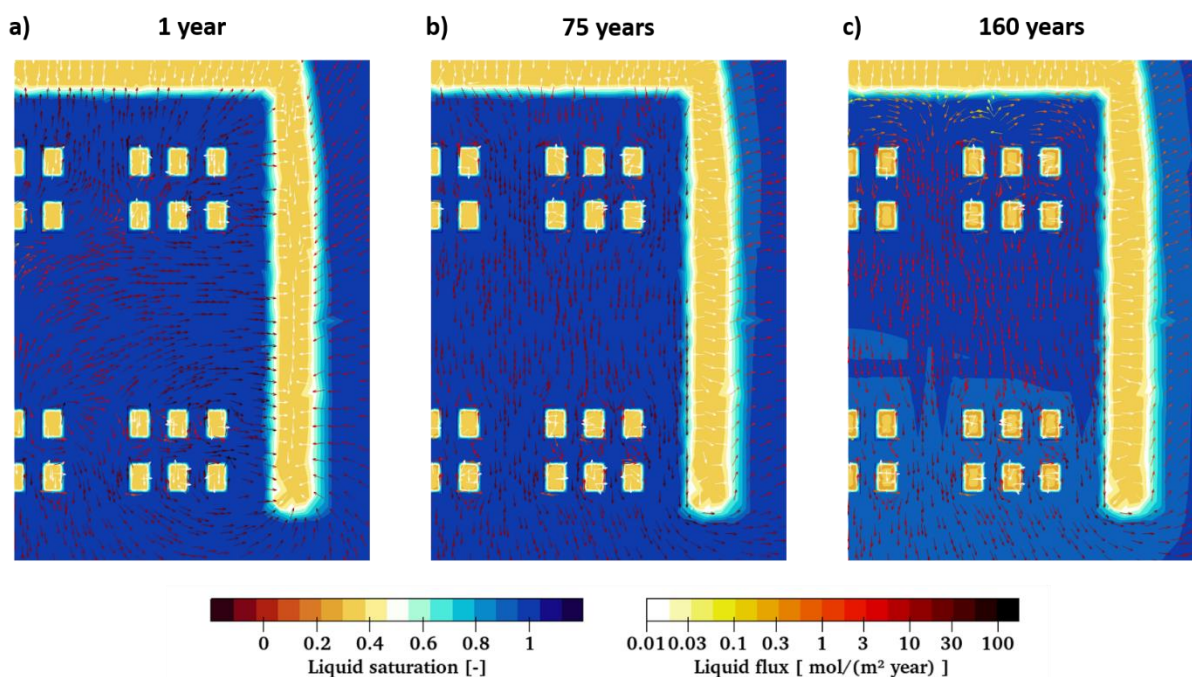 a) 1 year b) 75 years c) 160 years
0 0.2 0.4 0.6 0.8 1
Liquid saturation [-]
0.01 0.03 0.1 0.3 1 3 10 30 100
Liquid flux [ mol/(m² year) ]